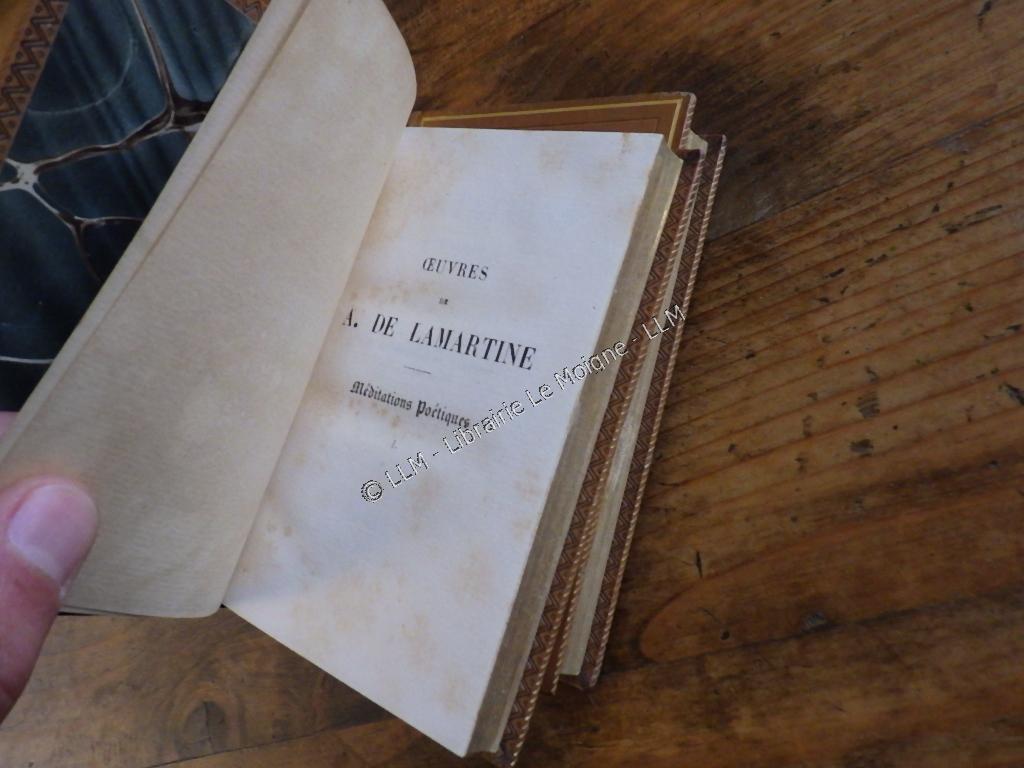 ŒUVRES
DE
A. DE LAMARTINE
Méditations Poétiques
I.
© LLM - Librairie Le Moigne - LLM